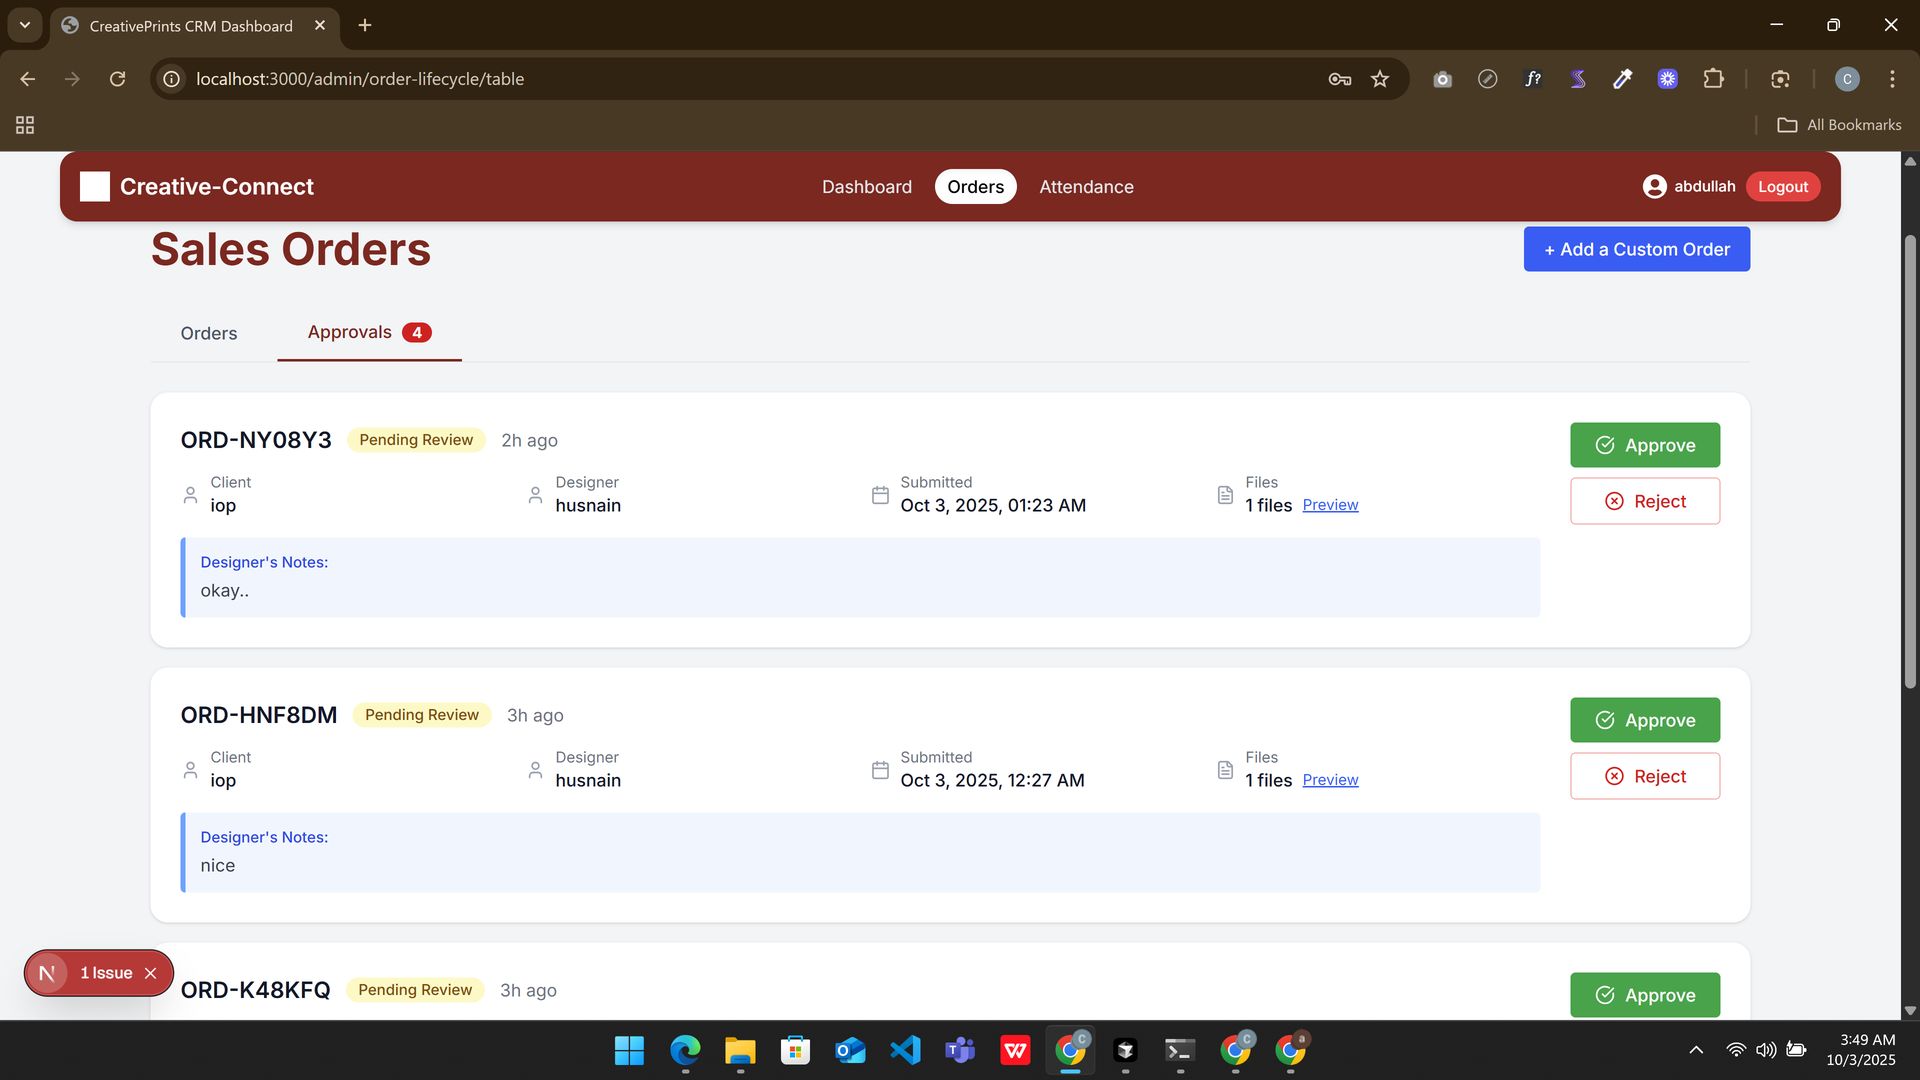 CreativePrints CRM Dashboard
localhost:3000/admin/order-lifecycle/table
f?
C
All Bookmarks
Creative-Connect
Dashboard
Orders
Attendance
abdullah
Logout
Sales Orders
+ Add a Custom Order
Orders
Approvals 4
ORD-NY08Y3 Pending Review 2h ago
Approve
Client
iop
Designer
husnain
Submitted
Oct 3, 2025, 01:23 AM
Files
1 files Preview
Reject
Designer's Notes:
okay..
ORD-HNF8DM Pending Review 3h ago
Approve
Client
iop
Designer
husnain
Submitted
Oct 3, 2025, 12:27 AM
Files
1 files Preview
Reject
Designer's Notes:
nice
N 1 Issue
ORD-K48KFQ Pending Review 3h ago
Approve
3:49 AM
10/3/2025